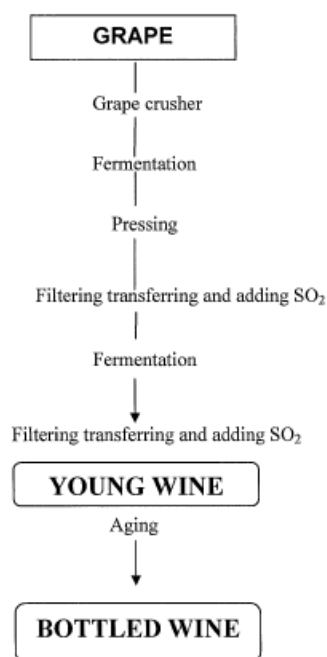 GRAPE
Grape crusher
Fermentation
Pressing
Filtering transferring and adding SO₂
Fermentation
Filtering transferring and adding SO₂
YOUNG WINE
Aging
BOTTLED WINE